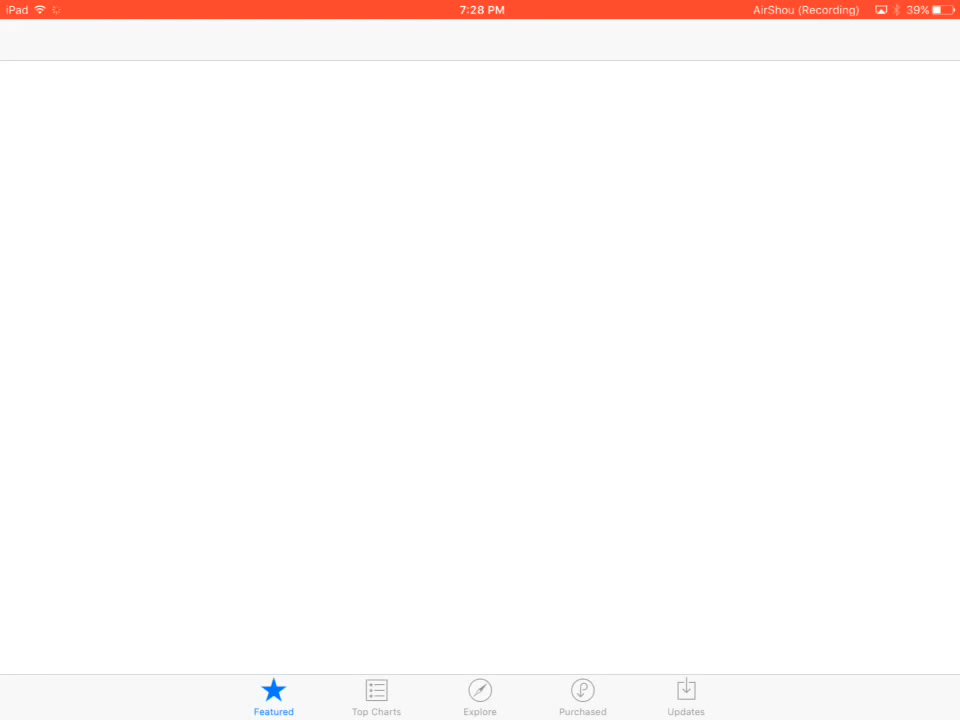 iPad 7:28 PM AirShou (Recording) 39%
Featured Top Charts Explore Purchased Updates